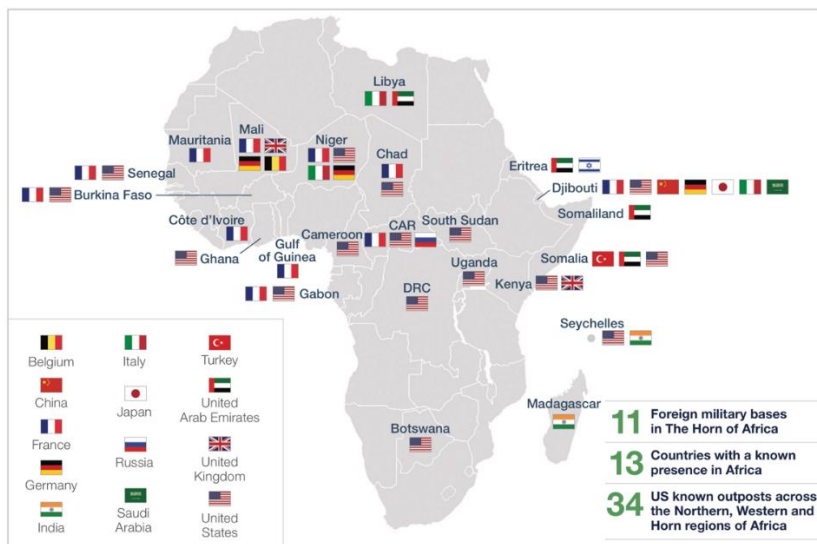 Libya
Mali
Mauritania
Niger
Chad
Senegal
Burkina Faso
Eritrea
Djibouti
Somaliland
Côte d'Ivoire
Ghana
Gulf
of Guinea
Cameroon
CAR
South Sudan
Uganda
Somalia
Kenya
Gabon
DRC
Seychelles
Madagascar
Botswana
Belgium
Italy
Turkey
China
Japan
United
Arab Emirates
France
Russia
United
Kingdom
Germany
India
Saudi
Arabia
United
States
11 Foreign military bases
in The Horn of Africa
13 Countries with a known
presence in Africa
34 US known outposts across
the Northern, Western and
Horn regions of Africa